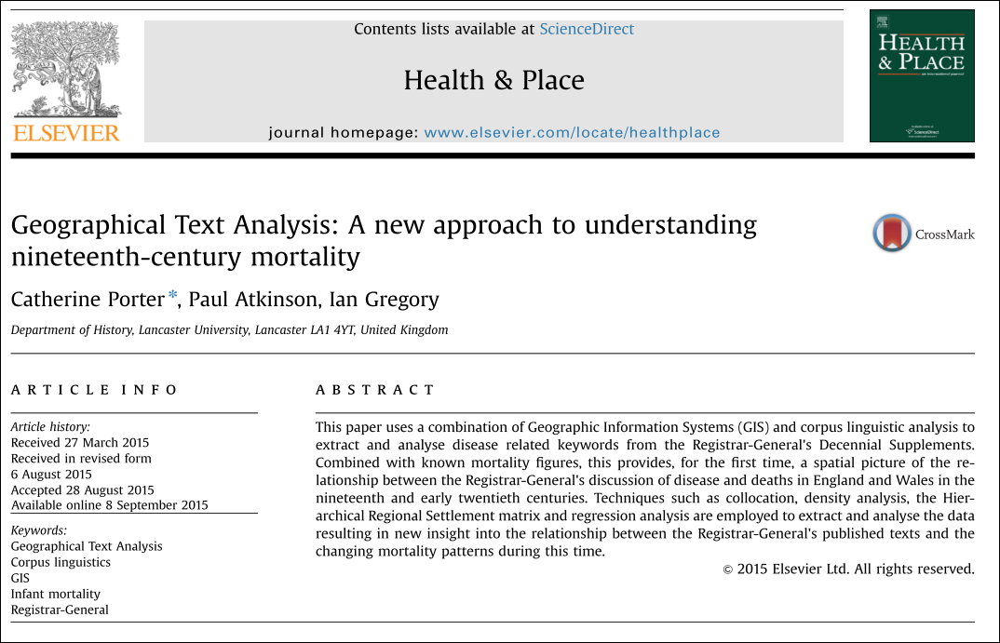 Contents lists available at ScienceDirect
Health & Place
journal homepage: www.elsevier.com/locate/healthplace
ELSEVIER
HEALTH
& PLACE
Geographical Text Analysis: A new approach to understanding
nineteenth-century mortality
CrossMark
Catherine Porter *, Paul Atkinson, Ian Gregory
Department of History, Lancaster University, Lancaster LA1 4YT, United Kingdom
ARTICLE INFO
Article history:
Received 27 March 2015
Received in revised form
6 August 2015
Accepted 28 August 2015
Available online 8 September 2015
Keywords:
Geographical Text Analysis
Corpus linguistics
GIS
Infant mortality
Registrar-General
ABSTRACT
This paper uses a combination of Geographic Information Systems (GIS) and corpus linguistic analysis to
extract and analyse disease related keywords from the Registrar-General's Decennial Supplements.
Combined with known mortality figures, this provides, for the first time, a spatial picture of the re-
lationship between the Registrar-General's discussion of disease and deaths in England and Wales in the
nineteenth and early twentieth centuries. Techniques such as collocation, density analysis, the Hier-
archical Regional Settlement matrix and regression analysis are employed to extract and analyse the data
resulting in new insight into the relationship between the Registrar-General's published texts and the
changing mortality patterns during this time.
© 2015 Elsevier Ltd. All rights reserved.